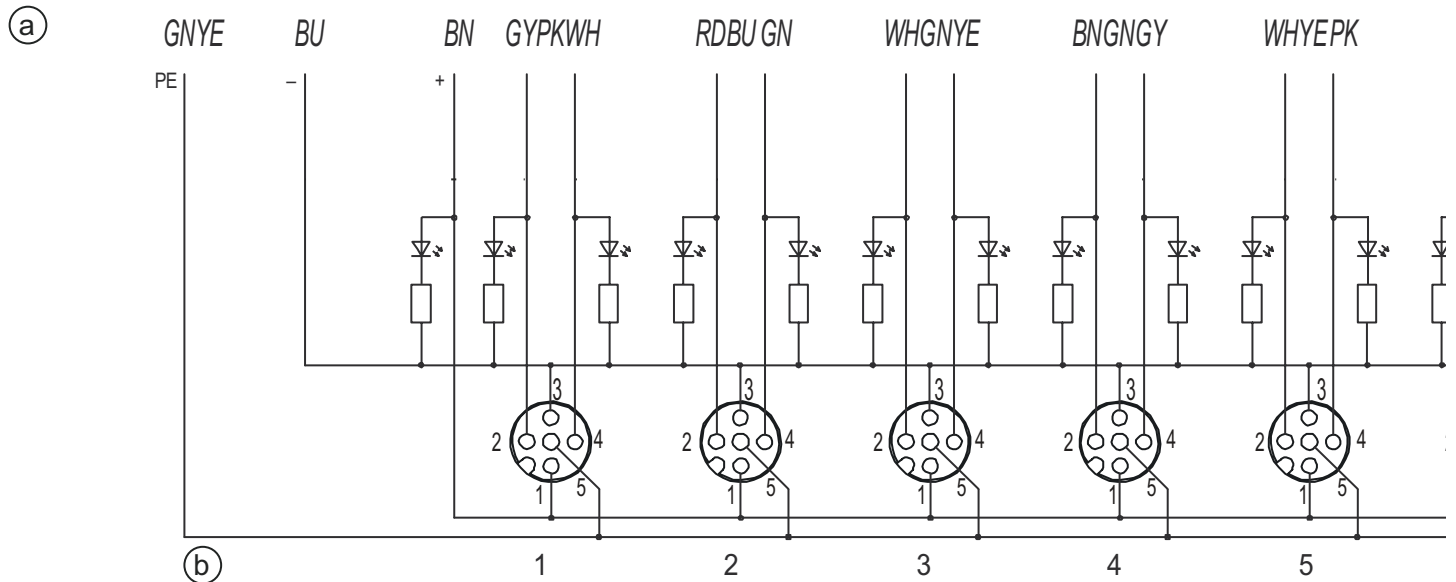 a
GNYE BU BN GYPKWH RDBU GN WHGNYE BNGNGY WHYEPK
PE – +
3 3 3 3 3
2 4 2 4 2 4 2 4 2 4
1 5 1 5 1 5 1 5 1 5
b 1 2 3 4 5